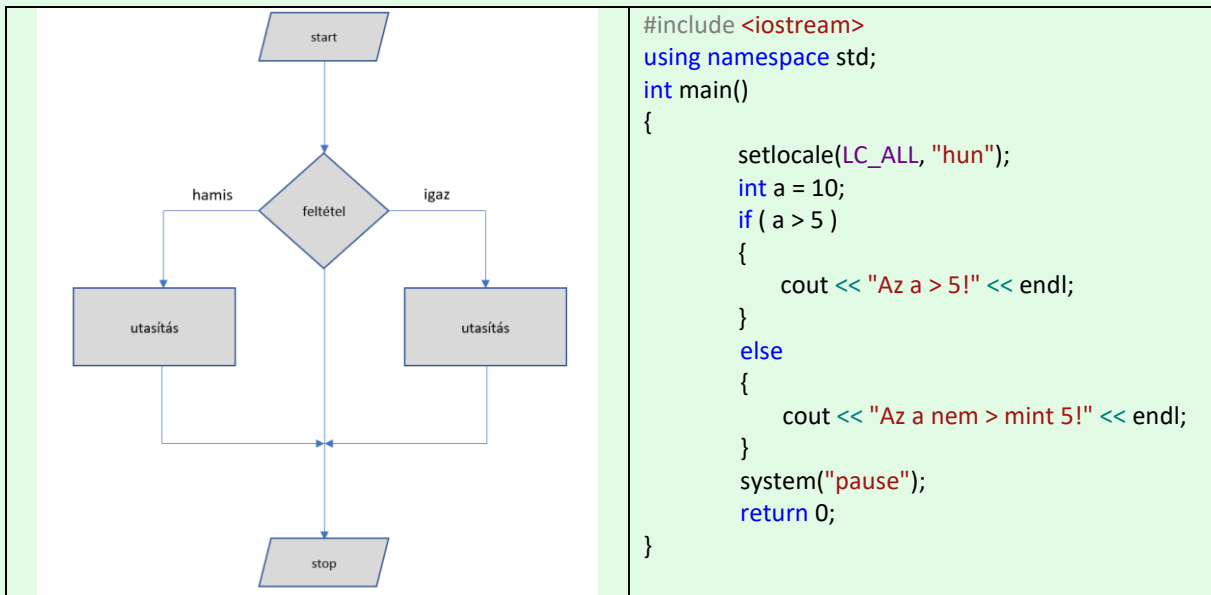 start
hamis
igaz
feltétel
utasítás
utasítás
stop
#include <iostream>
using namespace std;
int main()
{
setlocale(LC_ALL, "hun");
int a = 10;
if ( a > 5 )
{
cout << "Az a > 5!" << endl;
}
else
{
cout << "Az a nem > mint 5!" << endl;
}
system("pause");
return 0;
}